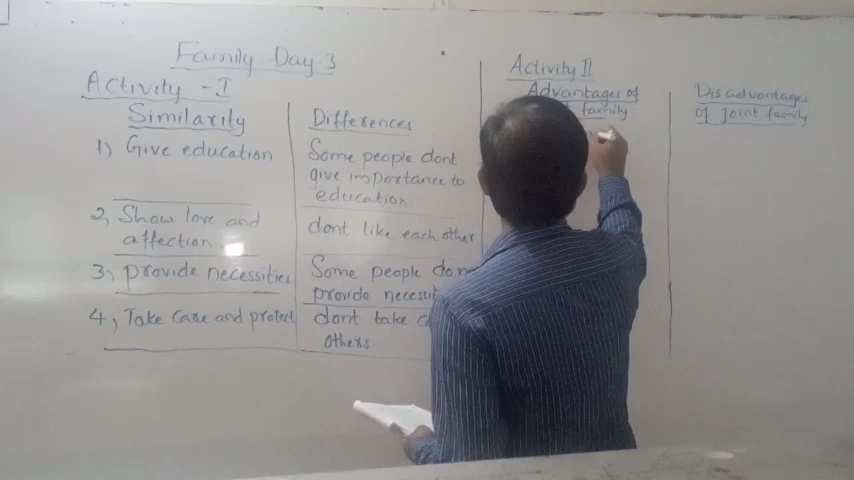 Family Day 3
Activity - I
Similarity
1) Give education
2, Show love and
affection
3, provide necessities
4, Take care and protect
Differences
Some people dont
give importance to
education.
dont like each other
Some people
provide
dont take
others.
Activity II
Advantages of
family
Disadvantages
of Joint family